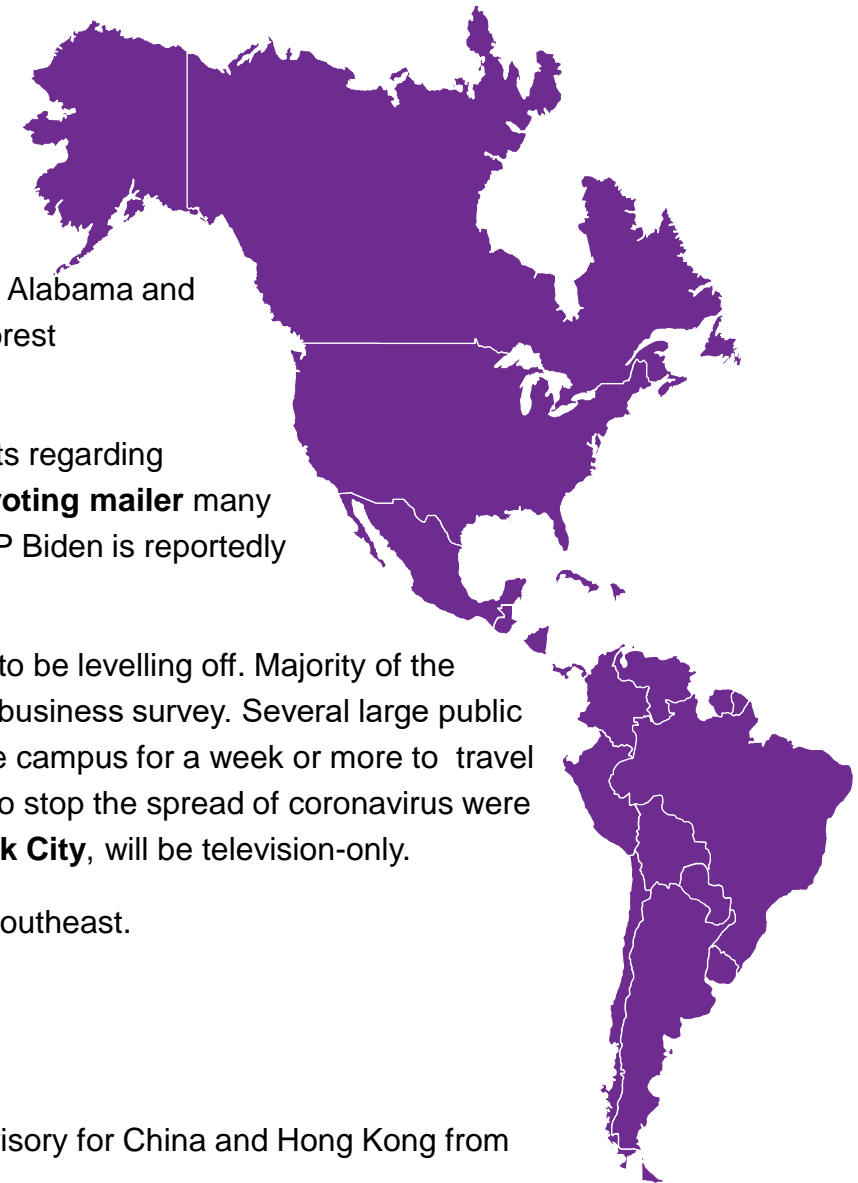 Alabama and
orest
ts regarding
voting mailer many
P Biden is reportedly
to be levelling off. Majority of the
business survey. Several large public
e campus for a week or more to travel
o stop the spread of coronavirus were
k City, will be television-only.
outheast.
visory for China and Hong Kong from